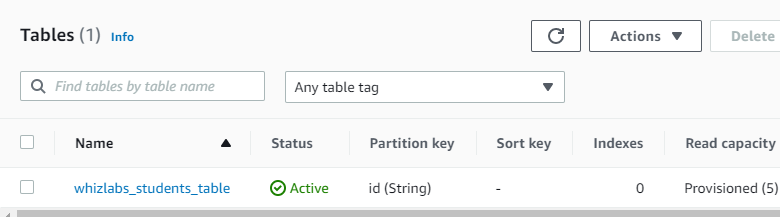 Tables (1) Info
Actions
Delete
Find tables by table name
Any table tag
Name Status Partition key Sort key Indexes Read capacity
whizlabs_students_table Active id (String) - 0 Provisioned (5)